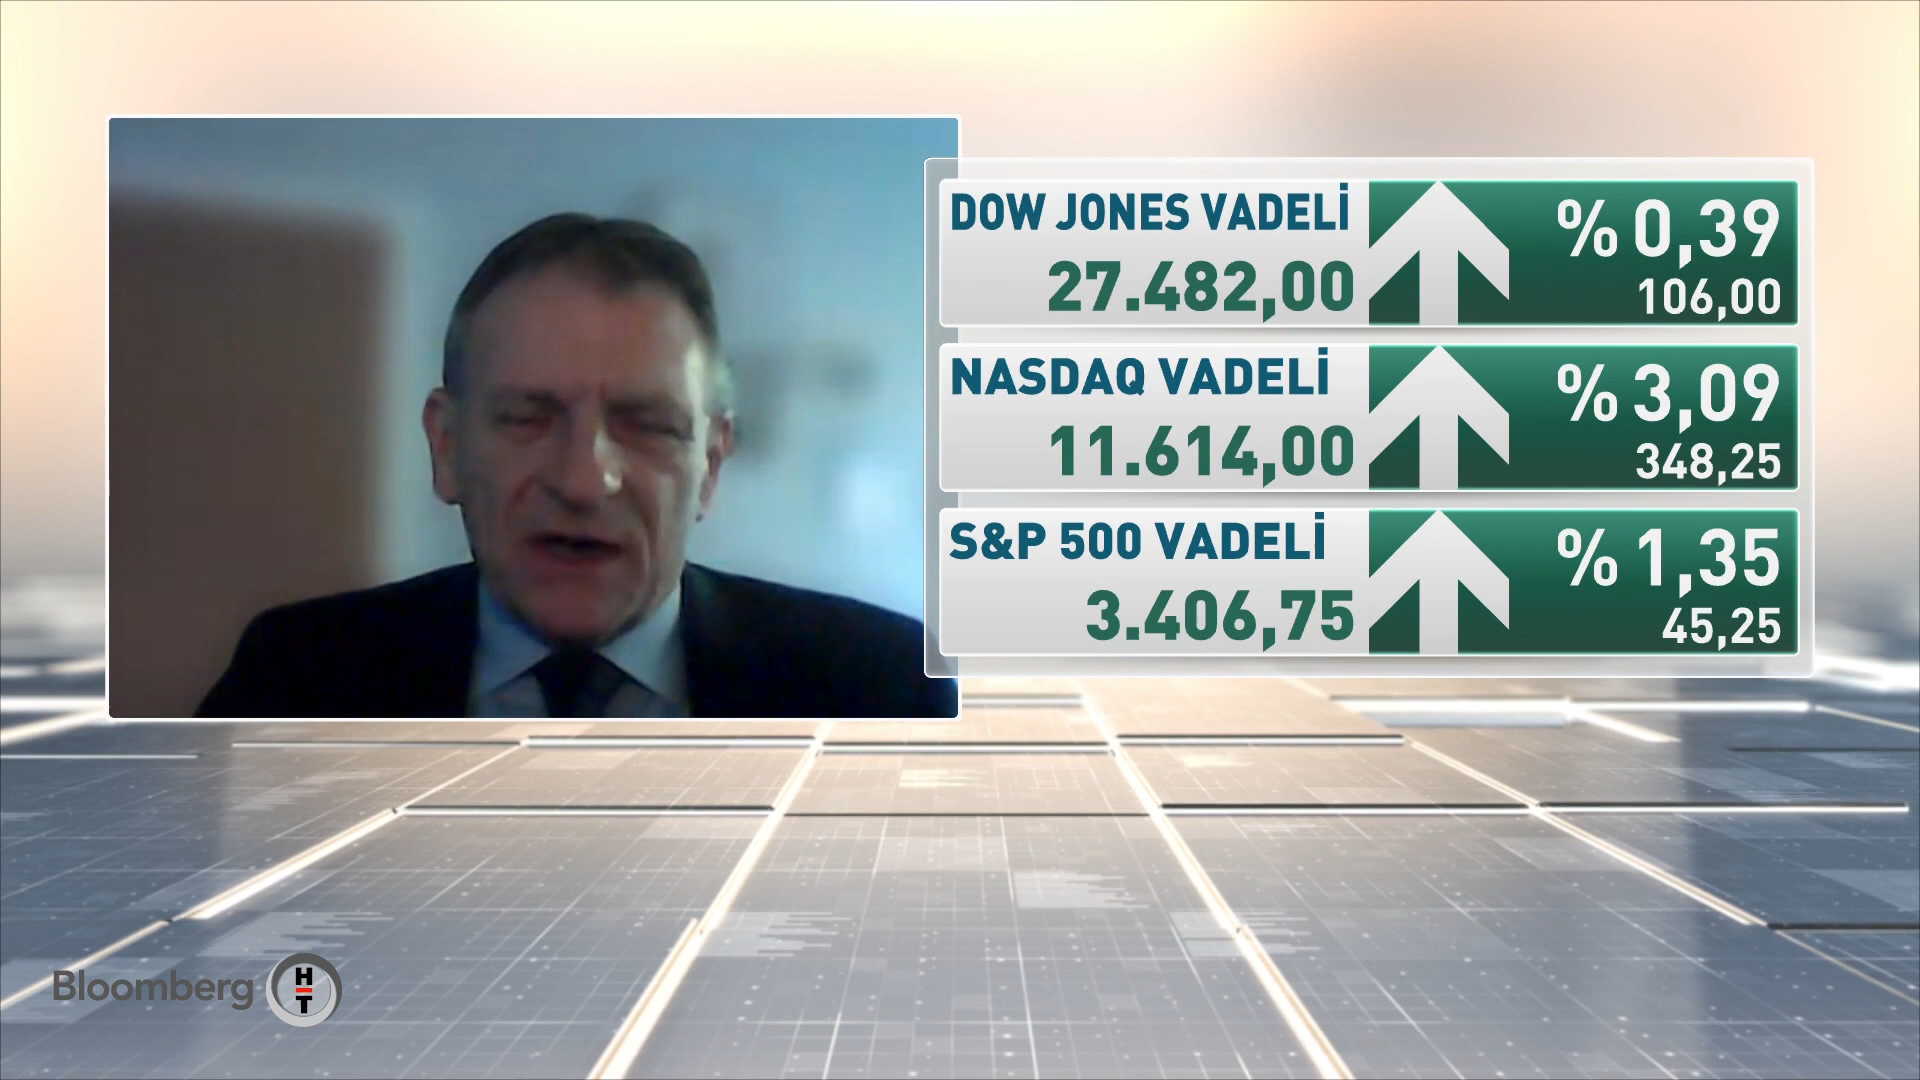 DOW JONES VADELİ
27.482,00
% 0,39
106,00
NASDAQ VADELİ
11.614,00
% 3,09
348,25
S&P 500 VADELİ
3.406,75
% 1,35
45,25
Bloomberg HT